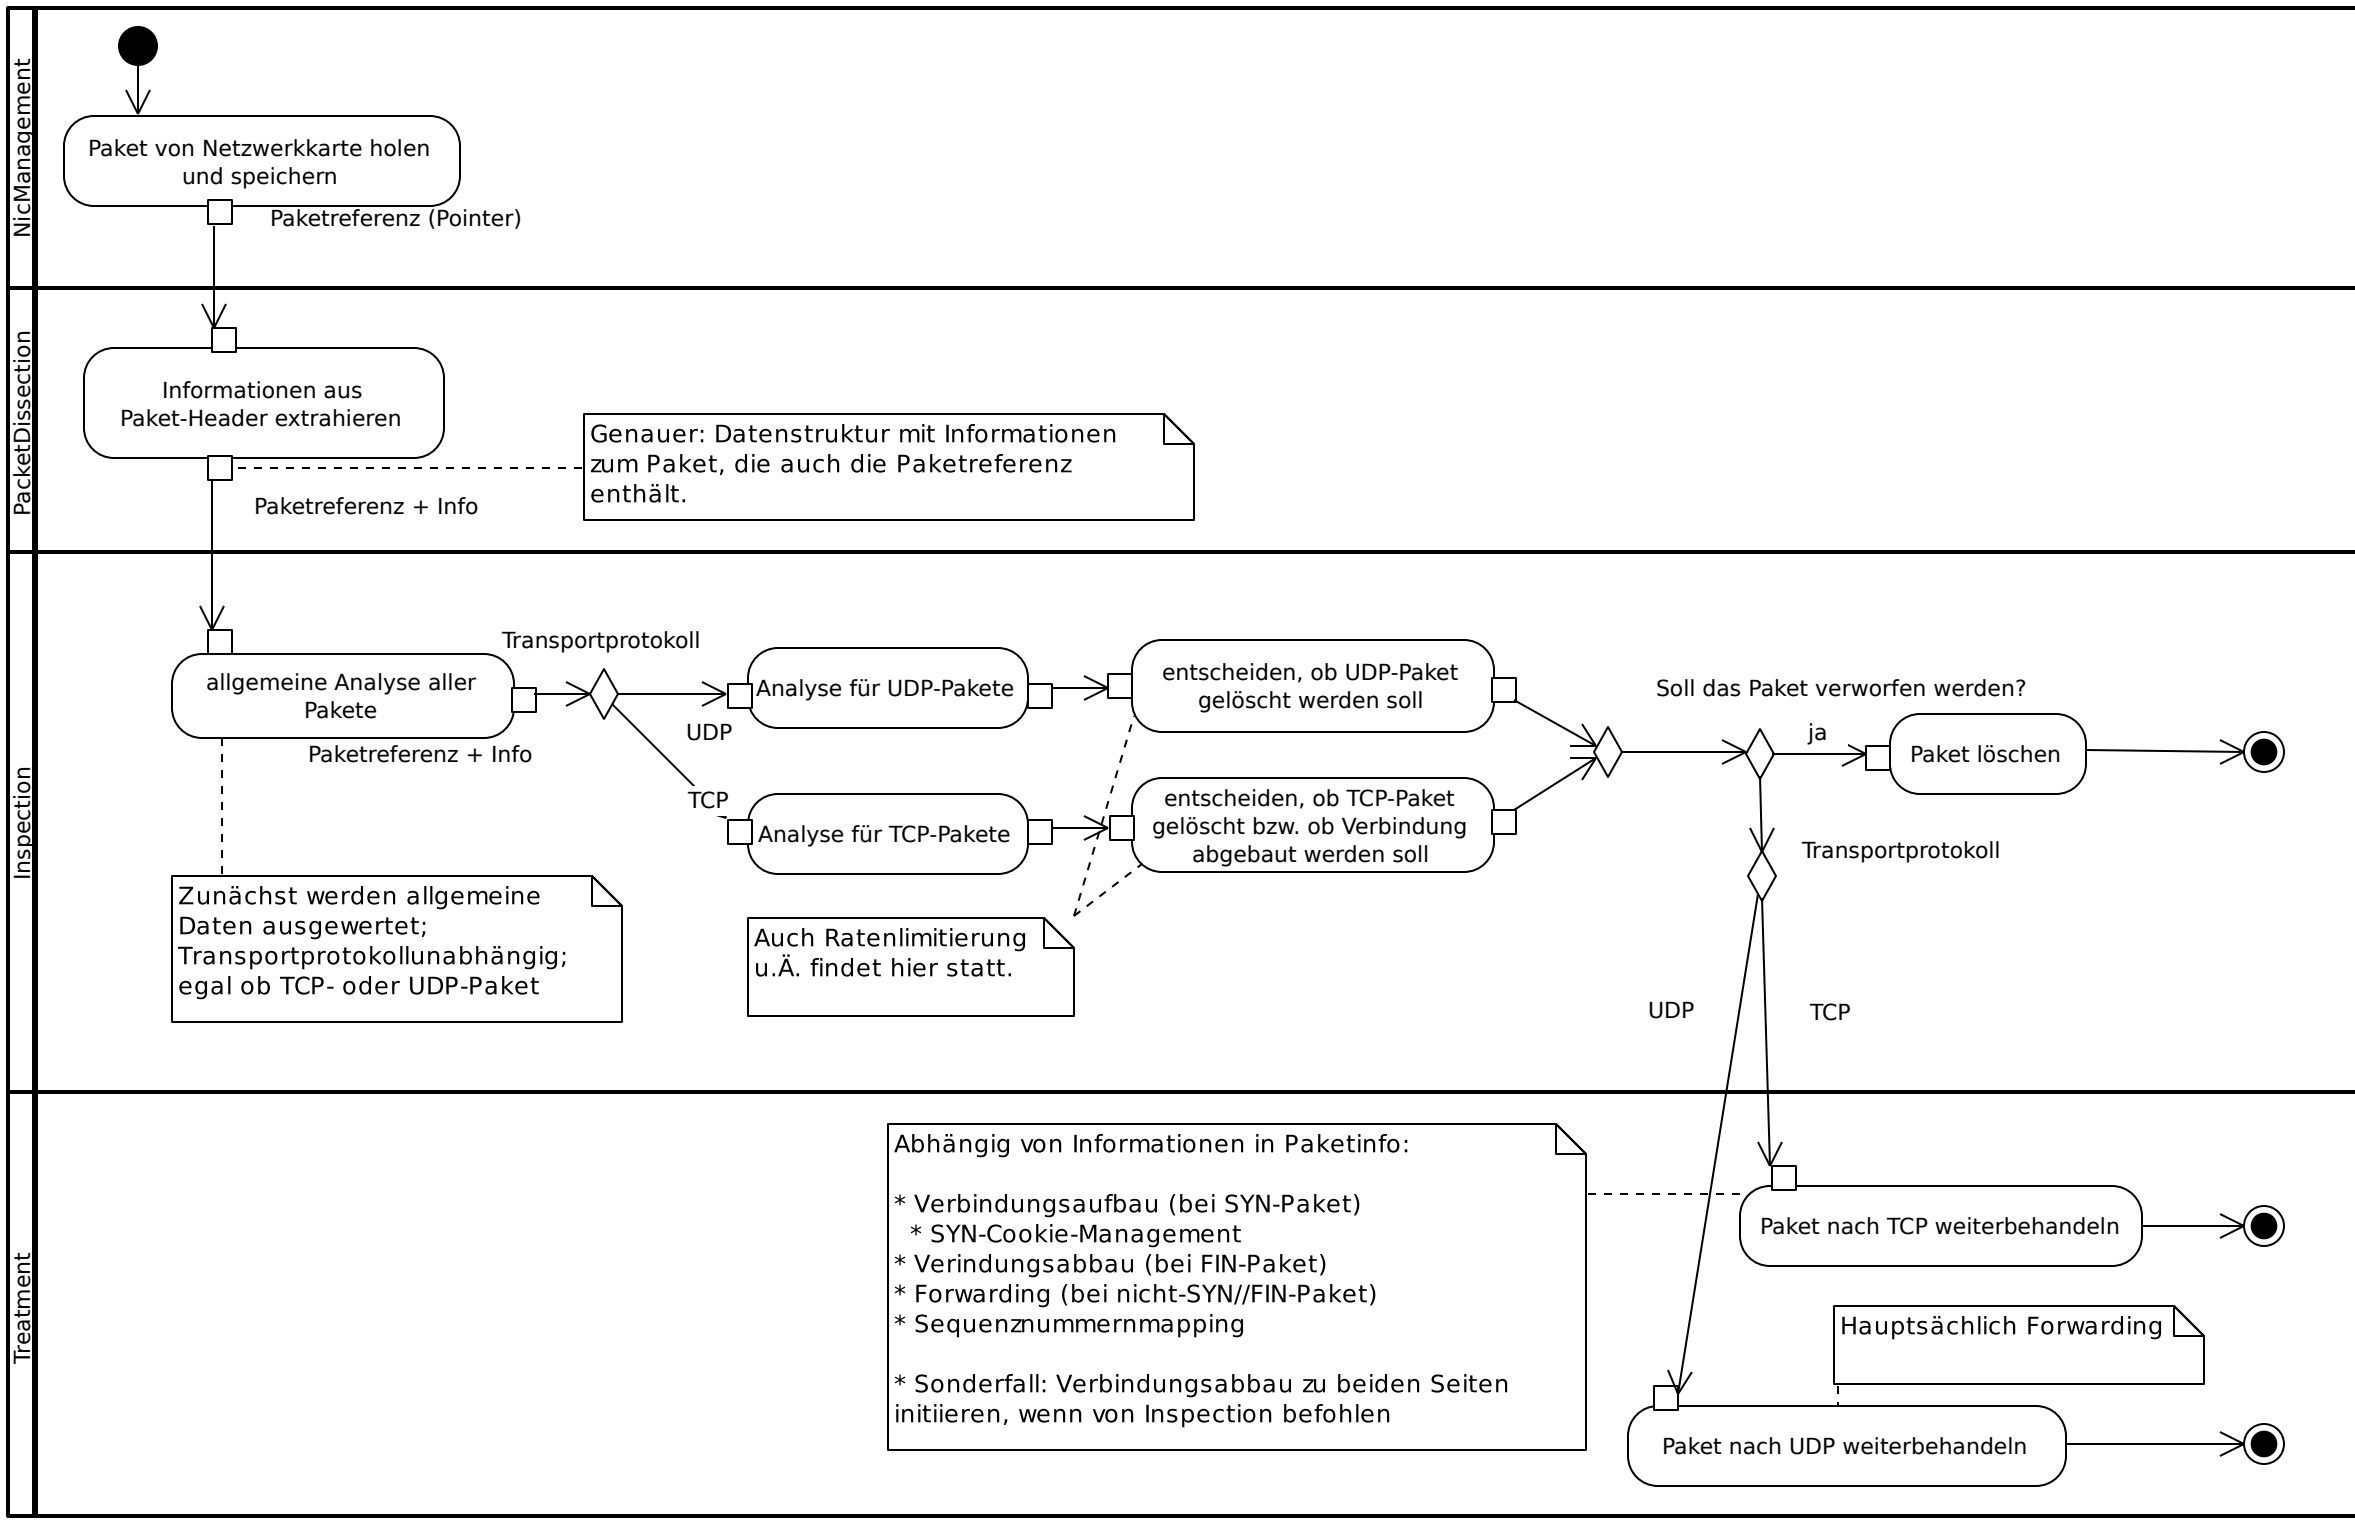 NicManagement
Paket von Netzwerkkarte holen
und speichern
Paketreferenz (Pointer)
PacketDissection
Informationen aus
Paket-Header extrahieren
Genauer: Datenstruktur mit Informationen
zum Paket, die auch die Paketreferenz
enthält.
Paketreferenz + Info
Inspection
allgemeine Analyse aller
Pakete
Paketreferenz + Info
Transportprotokoll
UDP
TCP
Analyse für UDP-Pakete
Analyse für TCP-Pakete
entscheiden, ob UDP-Paket
gelöscht werden soll
entscheiden, ob TCP-Paket
gelöscht bzw. ob Verbindung
abgebaut werden soll
Soll das Paket verworfen werden?
ja
Paket löschen
Transportprotokoll
Zunächst werden allgemeine
Daten ausgewertet;
Transportprotokollunabhängig;
egal ob TCP- oder UDP-Paket
Auch Ratenlimitierung
u.Ä. findet hier statt.
UDP
TCP
Treatment
Abhängig von Informationen in Paketinfo:
* Verbindungsaufbau (bei SYN-Paket)
* SYN-Cookie-Management
* Verindungsabbau (bei FIN-Paket)
* Forwarding (bei nicht-SYN//FIN-Paket)
* Sequenznummernmapping
* Sonderfall: Verbindungsabbau zu beiden Seiten
initiieren, wenn von Inspection befohlen
Paket nach TCP weiterbehandeln
Hauptsächlich Forwarding
Paket nach UDP weiterbehandeln